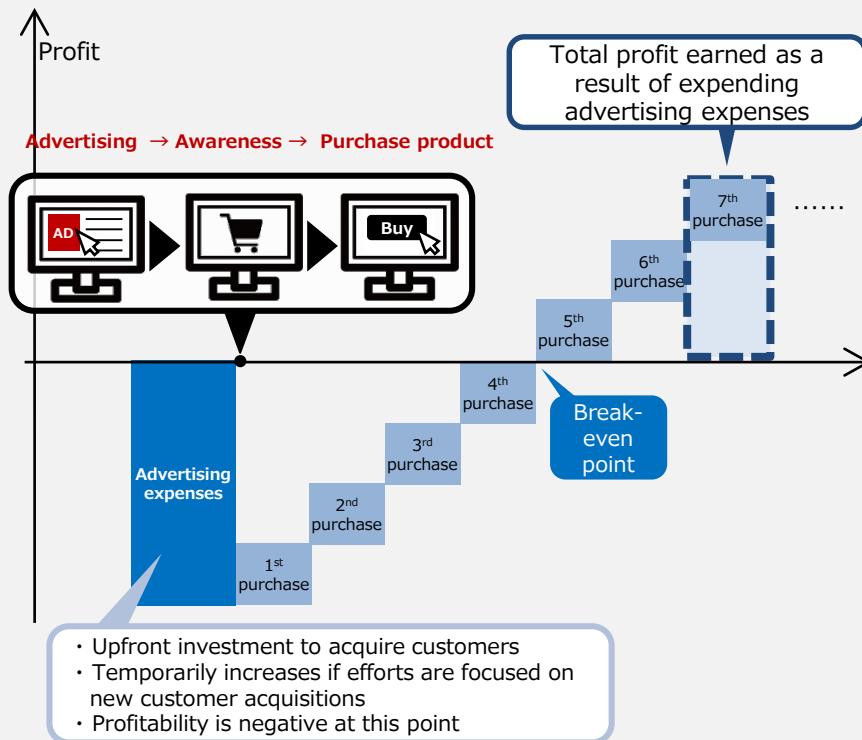 Profit
Total profit earned as a
result of expending
advertising expenses
Advertising → Awareness → Purchase product
AD
Buy
7th
purchase
……
6th
purchase
5th
purchase
4th
purchase
Break-
even
point
3rd
purchase
Advertising
expenses
2nd
purchase
1st
purchase
・Upfront investment to acquire customers
・Temporarily increases if efforts are focused on
new customer acquisitions
・Profitability is negative at this point